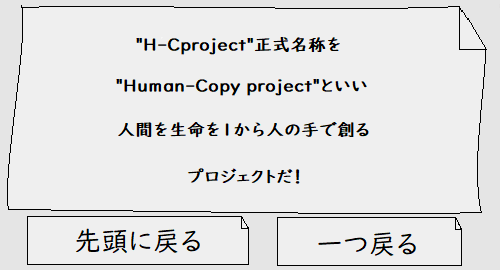 "H-Cproject"正式名称を
"Human-Copy project"といい
人間を生命を1から人の手で創る
プロジェクトだ!
先頭に戻る
一つ戻る